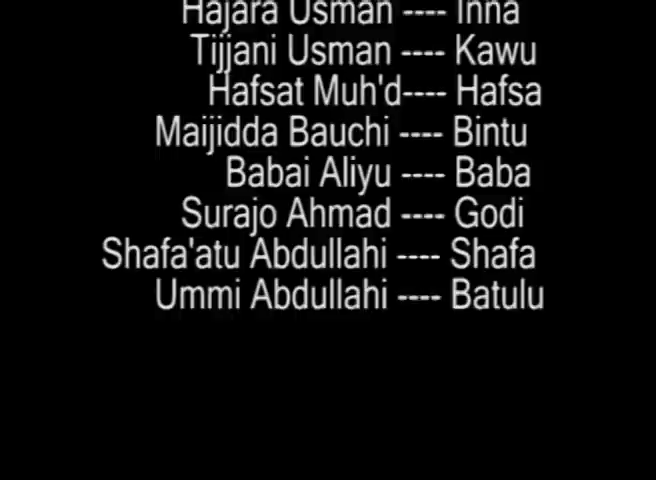 Hajara Usman ---- Inna
Tijjani Usman ---- Kawu
Hafsat Muh'd---- Hafsa
Maijidda Bauchi ---- Bintu
Babai Aliyu ---- Baba
Surajo Ahmad ---- Godi
Shafa'atu Abdullahi ---- Shafa
Ummi Abdullahi ---- Batulu